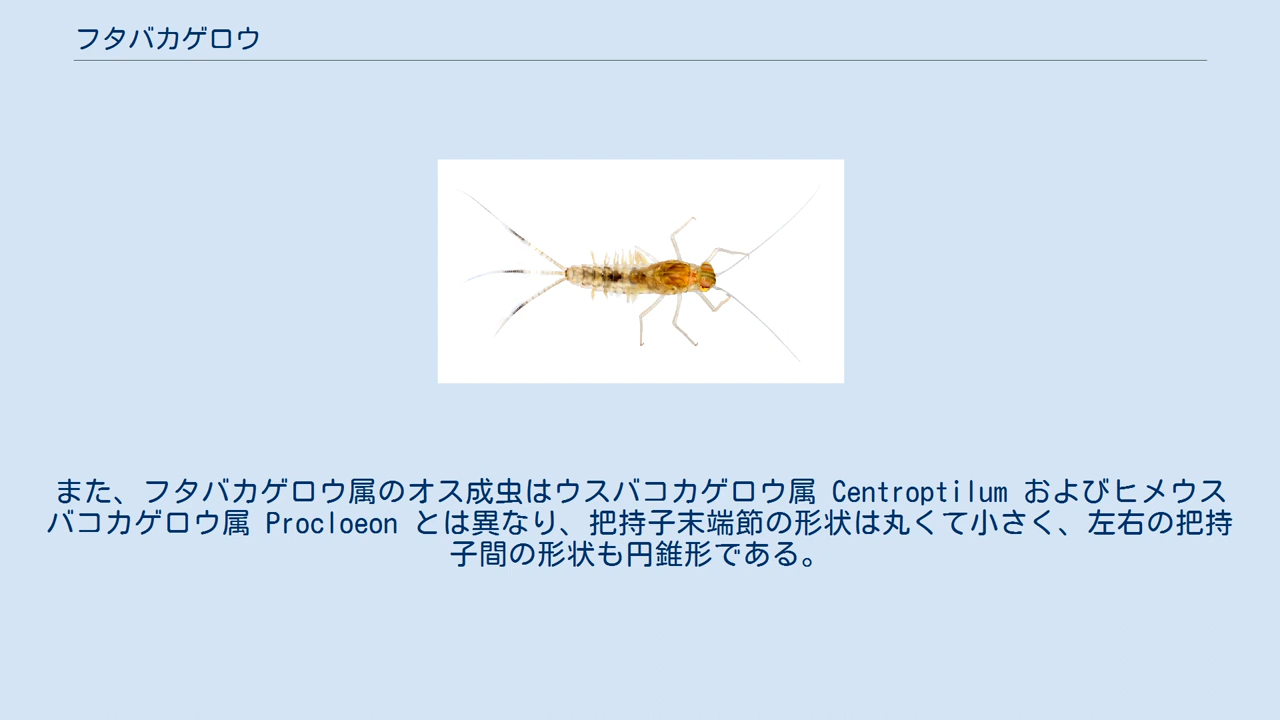 フタバカゲロウ
また、フタバカゲロウ属のオス成虫はウスバコカゲロウ属 Centroptilum およびヒメウス
バコカゲロウ属 Procloeon とは異なり、把持子末端節の形状は丸くて小さく、左右の把持
子間の形状も円錐形である。